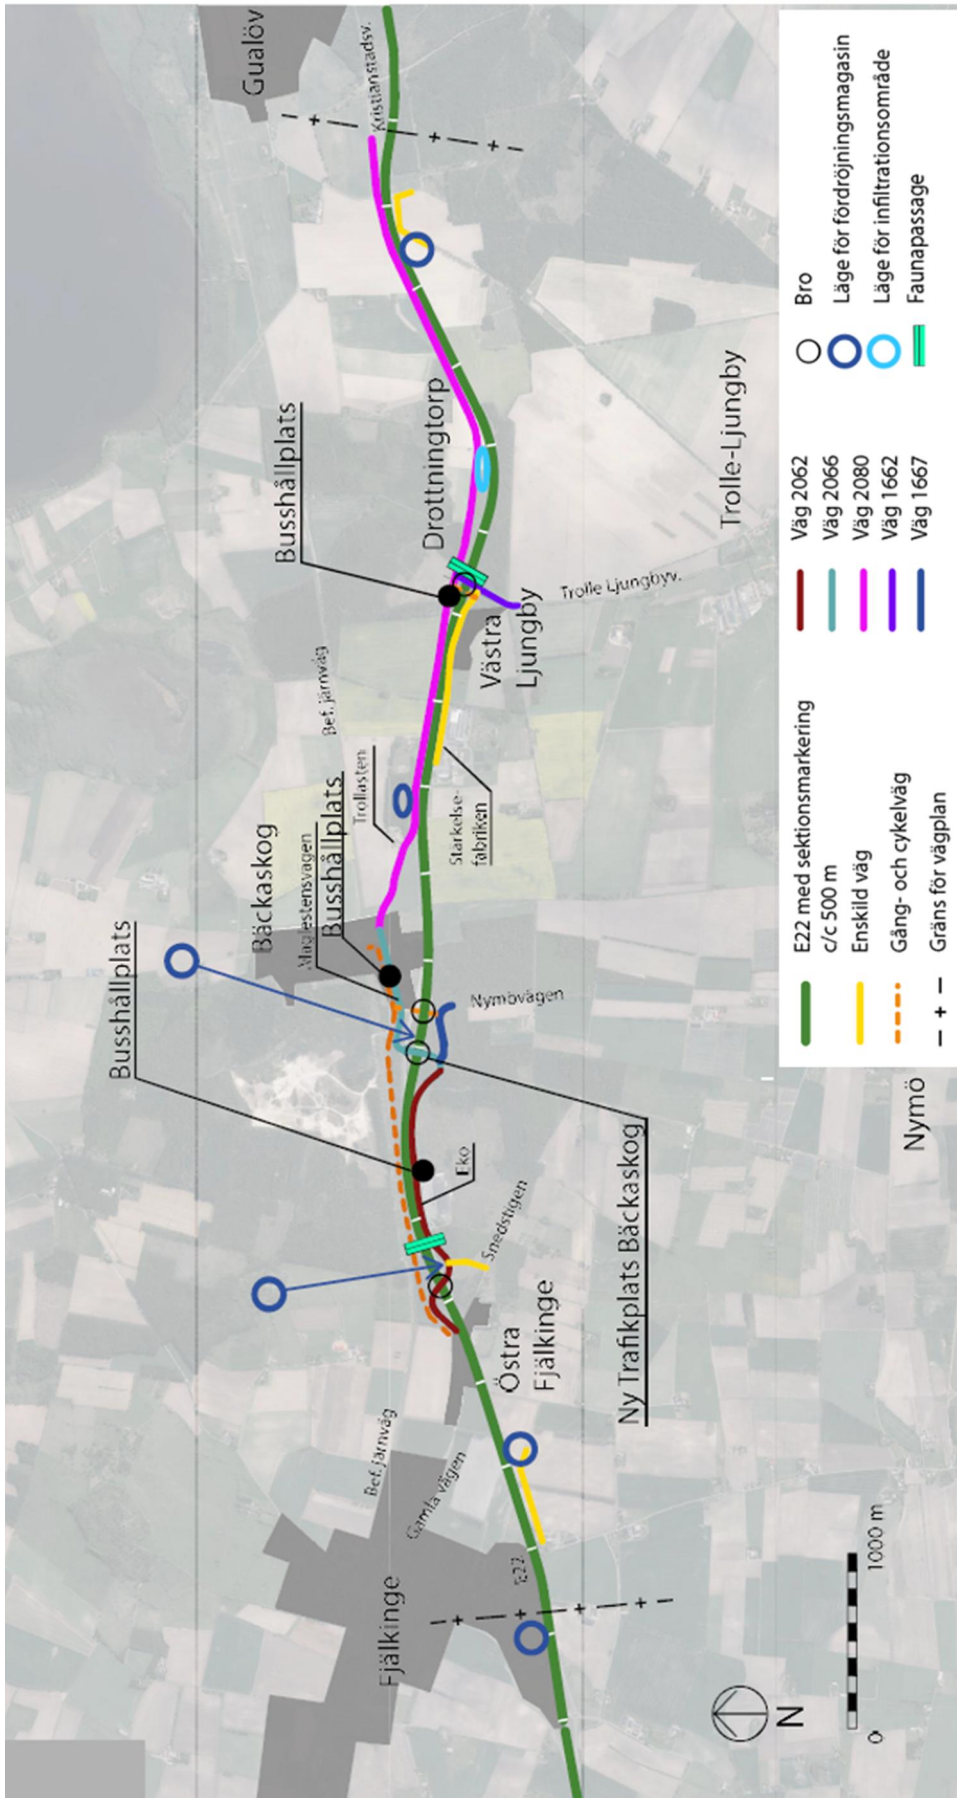 Gualöv
Kristianstadsv.
Busshållplats
Drottningtorp
Trolle-Ljungby
Trolle Ljungbyv.
Västra
Ljungby
Bef. järnväg
Trollasten
Stärkelse-
fabriken
Busshållplats
Maglestensvägen
Bäckaskog
Busshållplats
Nymövägen
Nymö
Eko
Snedstigen
Ny Trafikplats Bäckaskog
Östra
Fjälkinge
Bef. järnväg
Gamla vägen
Fjälkinge
E22
N
0
1000 m
E22 med sektionsmarkering
c/c 500 m
Enskild väg
Gång- och cykelväg
Gräns för vägplan
Väg 2062
Väg 2066
Väg 2080
Väg 1662
Väg 1667
Bro
Läge för fördröjningsmagasin
Läge för infiltrationsområde
Faunapassage